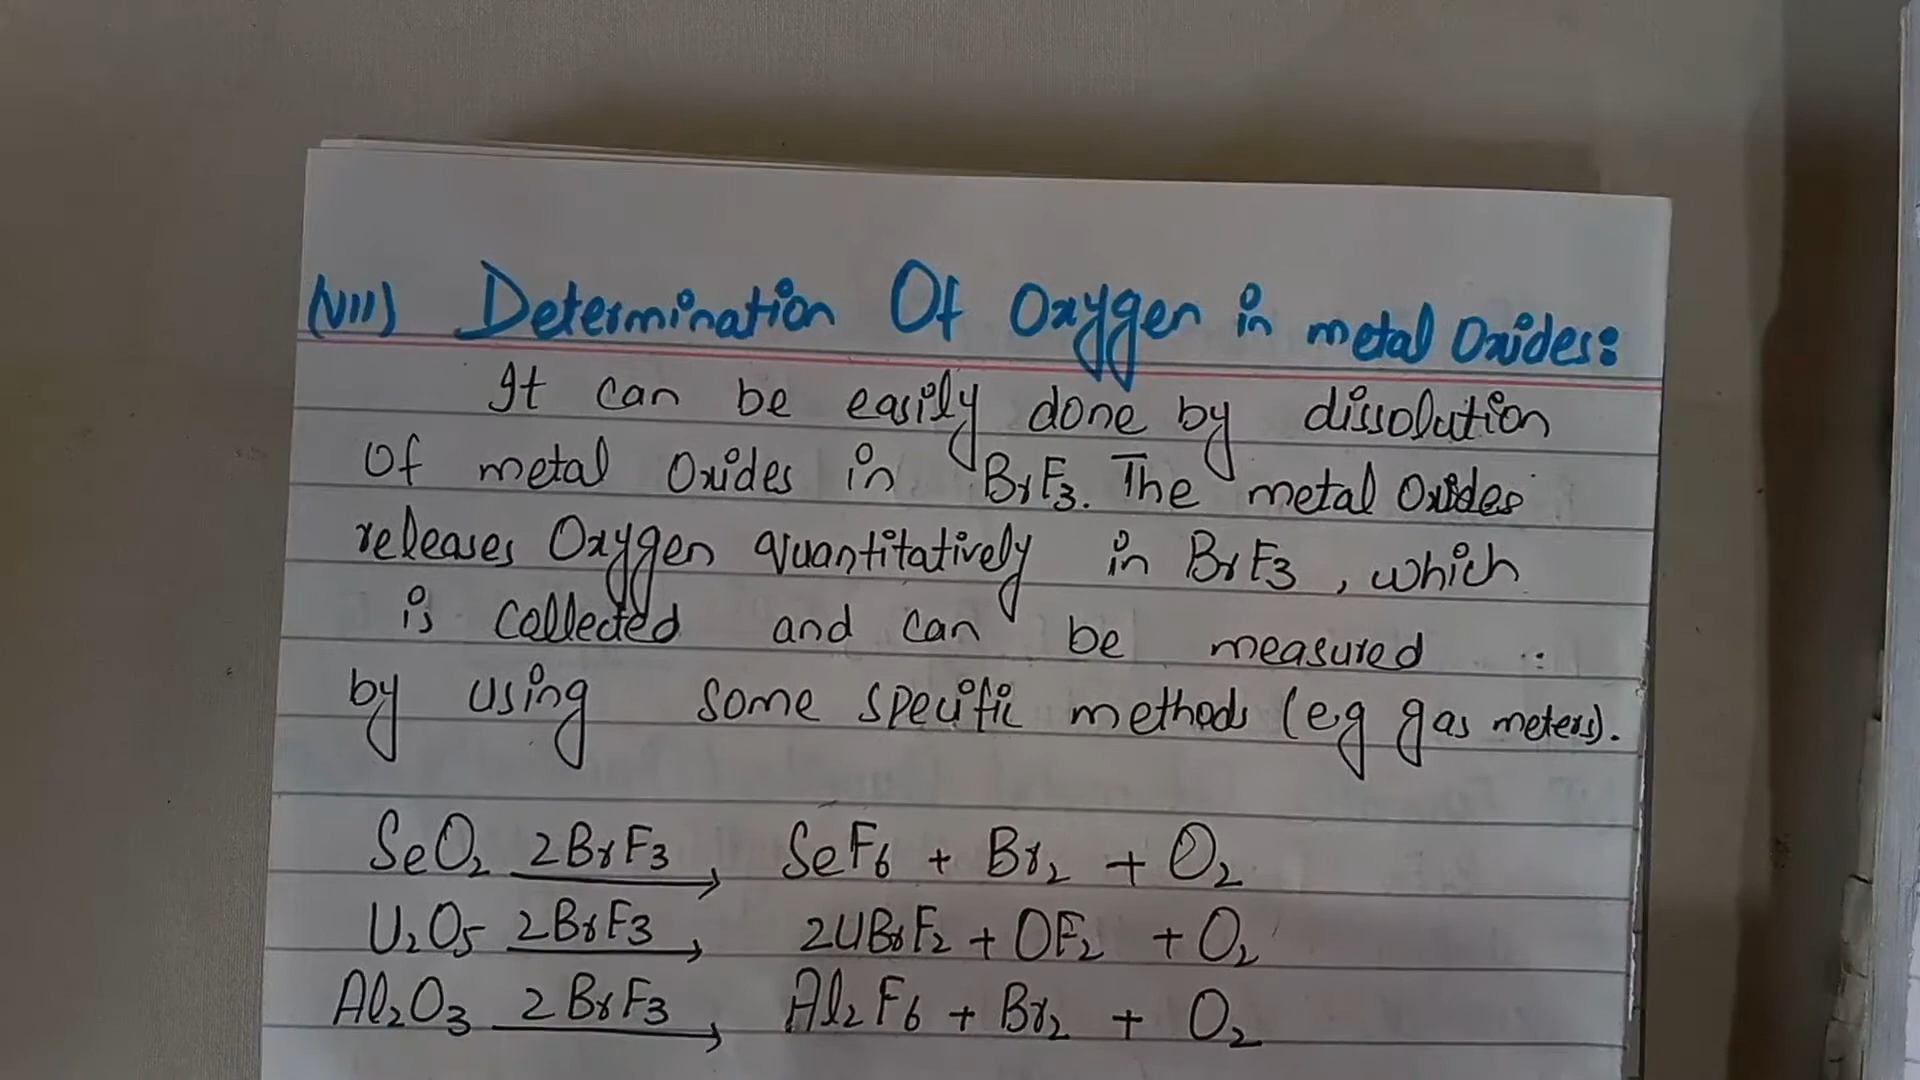 (VII) Determination Of Oxygen in metal Oxides:
It can be easily done by dissolution
Of metal Oxides in BrF₃. The metal Oxides
releases Oxygen quantitatively in BrF₃, which
is collected and can be measured
by using some specific methods (eg gas meters).
SeO₂ 2BrF₃→ SeF₆ + Br₂ + O₂
U₂O₅ 2BrF₃→ 2UBrF₂ + OF₂ + O₂
Al₂O₃ 2BrF₃→ Al₂F₆ + Br₂ + O₂